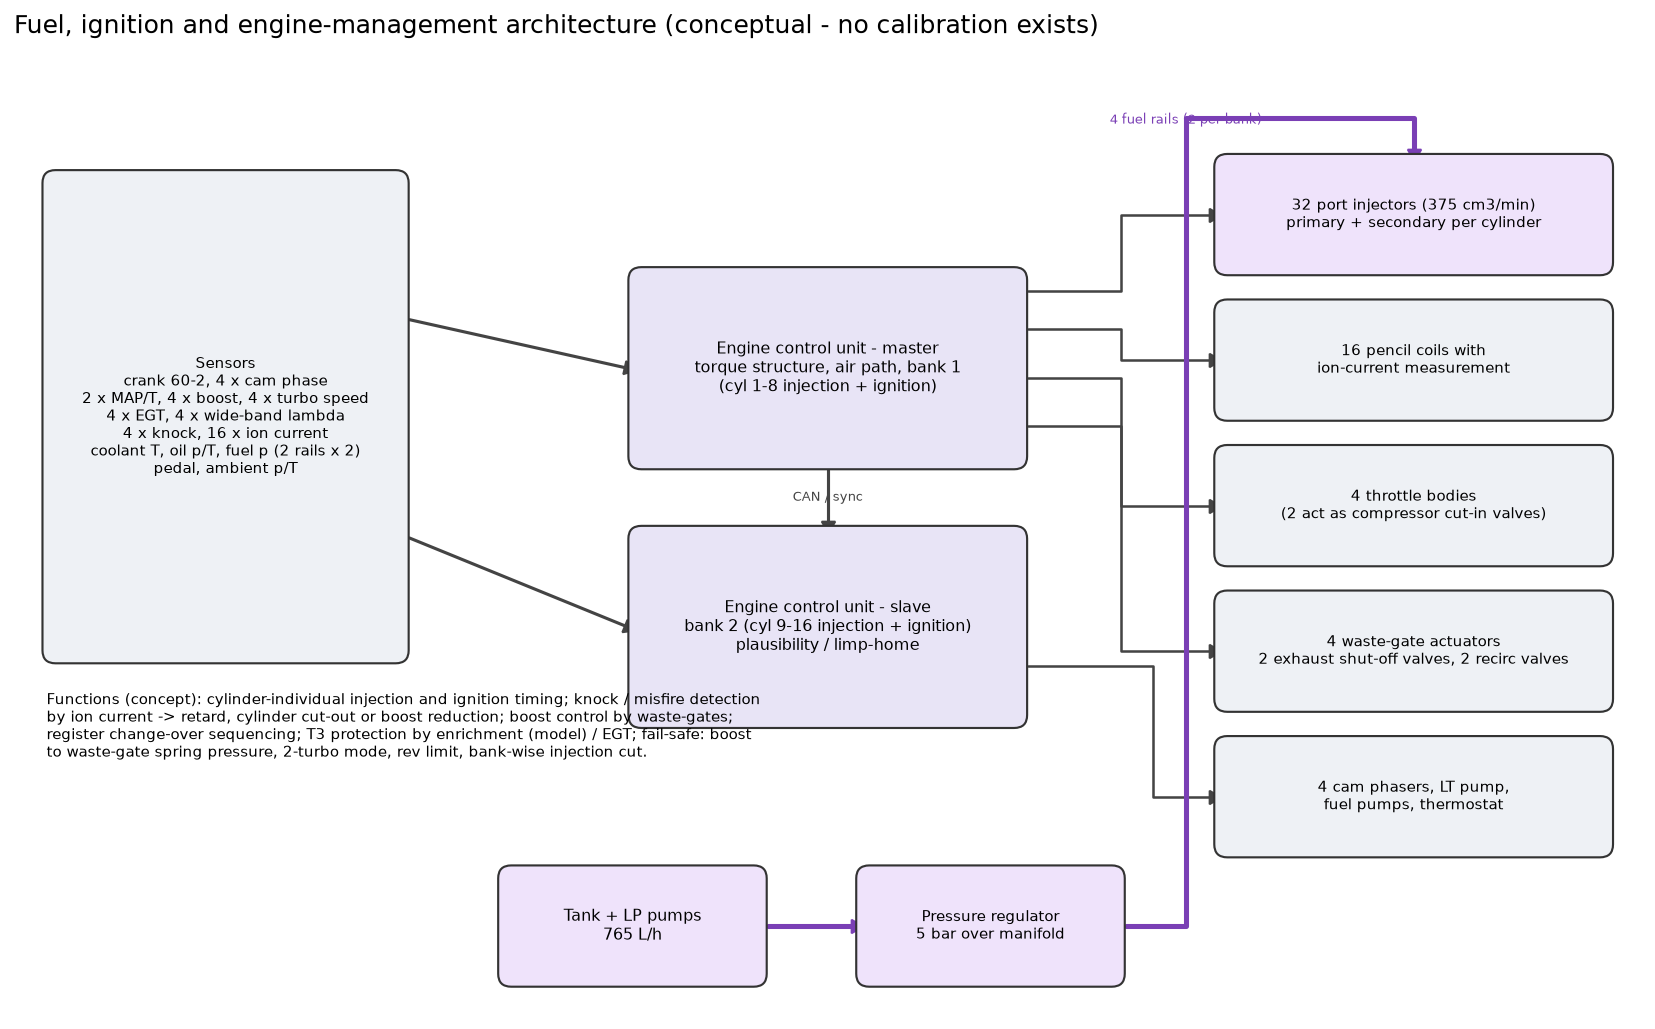 Fuel, ignition and engine-management architecture (conceptual - no calibration exists)
4 fuel rails (2 per bank)
32 port injectors (375 cm3/min)
primary + secondary per cylinder
Sensors
crank 60-2, 4 x cam phase
2 x MAP/T, 4 x boost, 4 x turbo speed
4 x EGT, 4 x wide-band lambda
4 x knock, 16 x ion current
coolant T, oil p/T, fuel p (2 rails x 2)
pedal, ambient p/T
Engine control unit - master
torque structure, air path, bank 1
(cyl 1-8 injection + ignition)
16 pencil coils with
ion-current measurement
CAN / sync
4 throttle bodies
(2 act as compressor cut-in valves)
Engine control unit - slave
bank 2 (cyl 9-16 injection + ignition)
plausibility / limp-home
4 waste-gate actuators
2 exhaust shut-off valves, 2 recirc valves
Functions (concept): cylinder-individual injection and ignition timing; knock / misfire detection
by ion current -> retard, cylinder cut-out or boost reduction; boost control by waste-gates;
register change-over sequencing; T3 protection by enrichment (model) / EGT; fail-safe: boost
to waste-gate spring pressure, 2-turbo mode, rev limit, bank-wise injection cut.
4 cam phasers, LT pump,
fuel pumps, thermostat
Tank + LP pumps
765 L/h
Pressure regulator
5 bar over manifold